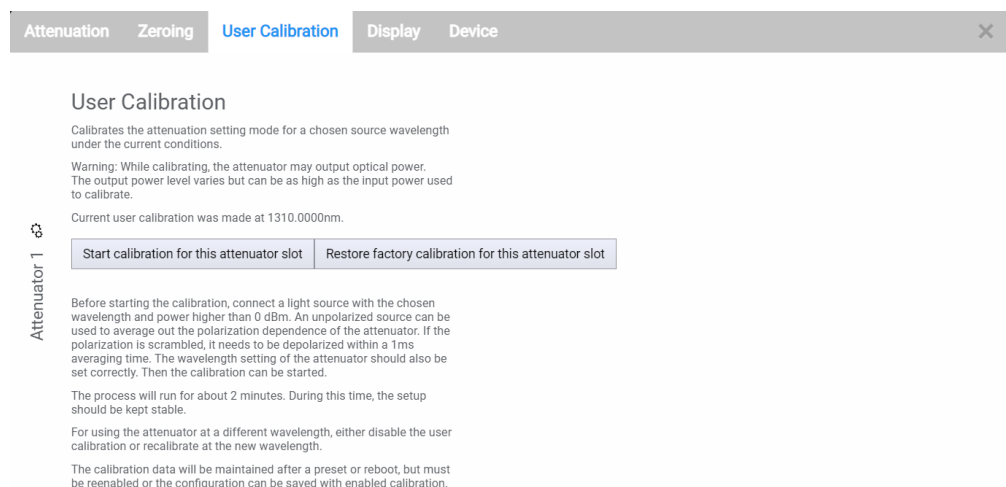 Attenuation Zeroing User Calibration Display Device
User Calibration
Calibrates the attenuation setting mode for a chosen source wavelength
under the current conditions.
Warning: While calibrating, the attenuator may output optical power.
The output power level varies but can be as high as the input power used
to calibrate.
Current user calibration was made at 1310.0000nm.
Start calibration for this attenuator slot Restore factory calibration for this attenuator slot
Attenuator 1
Before starting the calibration, connect a light source with the chosen
wavelength and power higher than 0 dBm. An unpolarized source can be
used to average out the polarization dependence of the attenuator. If the
polarization is scrambled, it needs to be depolarized within a 1ms
averaging time. The wavelength setting of the attenuator should also be
set correctly. Then the calibration can be started.
The process will run for about 2 minutes. During this time, the setup
should be kept stable.
For using the attenuator at a different wavelength, either disable the user
calibration or recalibrate at the new wavelength.
The calibration data will be maintained after a preset or reboot, but must
be reenabled or the configuration can be saved with enabled calibration.